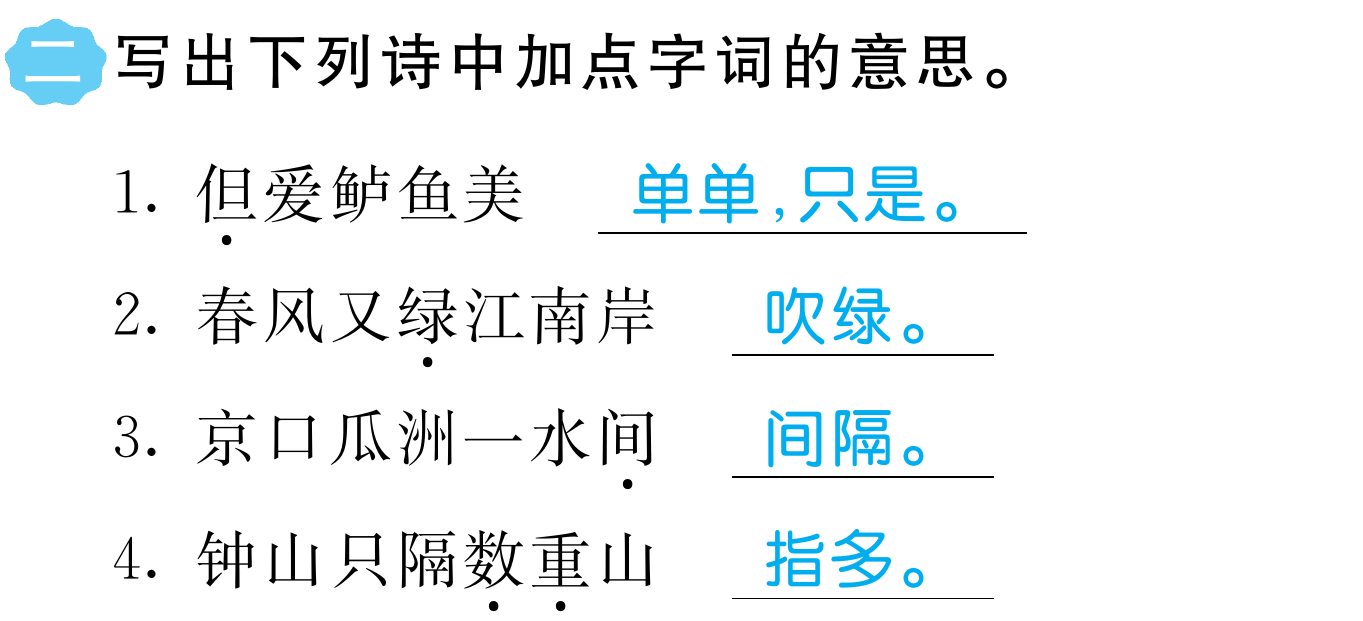 二 写出下列诗中加点字词的意思。
1. 但爱鲈鱼美 单单,只是。
2. 春风又绿江南岸 吹绿。
3. 京口瓜洲一水间 间隔。
4. 钟山只隔数重山 指多。